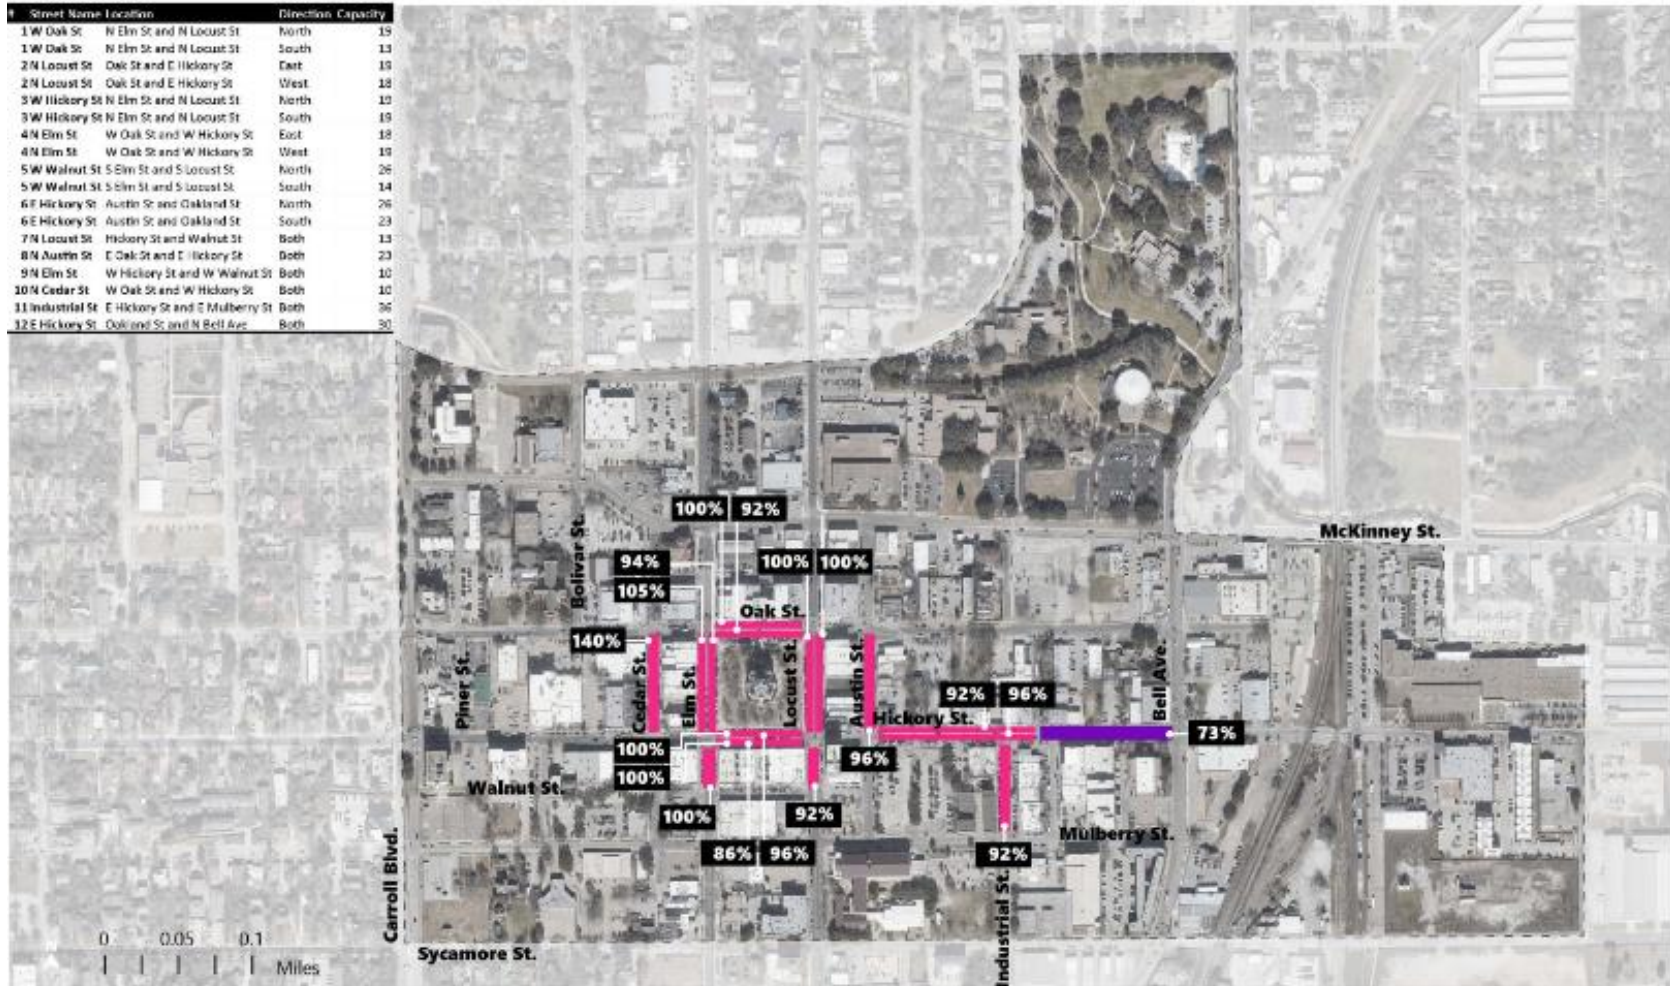 # Street Name Location Direction Capacity
1 W Oak St N Elm St and N Locust St North 19
1 W Oak St N Elm St and N Locust St South 13
2 N Locust St Oak St and E Hickory St East 19
2 N Locust St Oak St and E Hickory St West 18
3 W Hickory St N Elm St and N Locust St North 19
3 W Hickory St N Elm St and N Locust St South 19
4 N Elm St W Oak St and W Hickory St East 18
4 N Elm St W Oak St and W Hickory St West 19
5 W Walnut St S Elm St and S Locust St North 26
5 W Walnut St S Elm St and S Locust St South 14
6 E Hickory St Austin St and Oakland St North 26
6 E Hickory St Austin St and Oakland St South 23
7 N Locust St Hickory St and Walnut St Both 13
8 N Austin St E Oak St and E Hickory St Both 23
9 N Elm St W Hickory St and W Walnut St Both 10
10 N Cedar St W Oak St and W Hickory St Both 10
11 Industrial St E Hickory St and E Mulberry St Both 36
12 E Hickory St Oakland St and N Bell Ave Both 30
100% 92%
McKinney St.
Bolivar St.
94%
100% 100%
105%
Oak St.
140%
Piner St.
Cedar St.
Elm St.
Locust St.
Austin St.
Bell Ave.
92% 96%
Hickory St.
73%
100%
96%
100%
Walnut St.
100%
92%
Mulberry St.
86% 96%
92%
Carroll Blvd.
Industrial St.
Sycamore St.
0 0.05 0.1
Miles